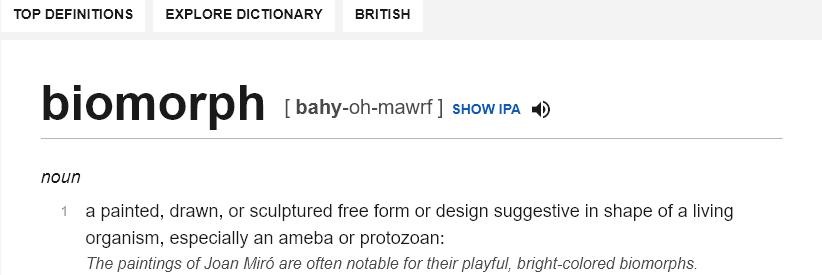 TOP DEFINITIONS EXPLORE DICTIONARY BRITISH
biomorph [ bahy-oh-mawrf ] SHOW IPA
noun
1 a painted, drawn, or sculptured free form or design suggestive in shape of a living
organism, especially an ameba or protozoan:
The paintings of Joan Miró are often notable for their playful, bright-colored biomorphs.